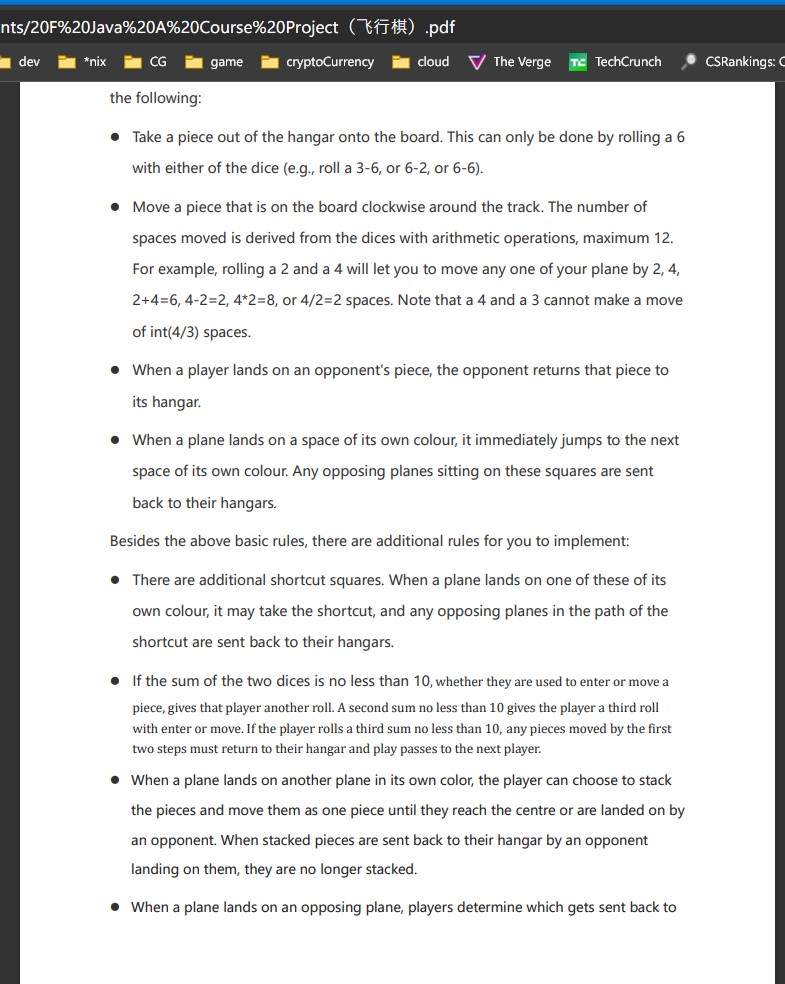 nts/20F%20Java%20A%20Course%20Project（飞行棋）.pdf
dev *nix CG game cryptoCurrency cloud The Verge TC TechCrunch CSRankings: C
the following:
● Take a piece out of the hangar onto the board. This can only be done by rolling a 6
with either of the dice (e.g., roll a 3-6, or 6-2, or 6-6).
● Move a piece that is on the board clockwise around the track. The number of
spaces moved is derived from the dices with arithmetic operations, maximum 12.
For example, rolling a 2 and a 4 will let you to move any one of your plane by 2, 4,
2+4=6, 4-2=2, 4*2=8, or 4/2=2 spaces. Note that a 4 and a 3 cannot make a move
of int(4/3) spaces.
● When a player lands on an opponent's piece, the opponent returns that piece to
its hangar.
● When a plane lands on a space of its own colour, it immediately jumps to the next
space of its own colour. Any opposing planes sitting on these squares are sent
back to their hangars.
Besides the above basic rules, there are additional rules for you to implement:
● There are additional shortcut squares. When a plane lands on one of these of its
own colour, it may take the shortcut, and any opposing planes in the path of the
shortcut are sent back to their hangars.
● If the sum of the two dices is no less than 10, whether they are used to enter or move a
piece, gives that player another roll. A second sum no less than 10 gives the player a third roll
with enter or move. If the player rolls a third sum no less than 10, any pieces moved by the first
two steps must return to their hangar and play passes to the next player.
● When a plane lands on another plane in its own color, the player can choose to stack
the pieces and move them as one piece until they reach the centre or are landed on by
an opponent. When stacked pieces are sent back to their hangar by an opponent
landing on them, they are no longer stacked.
● When a plane lands on an opposing plane, players determine which gets sent back to